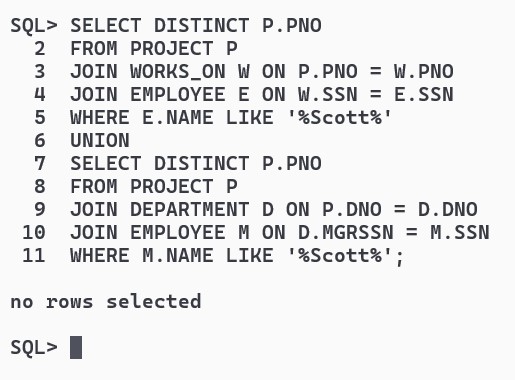 SQL> SELECT DISTINCT P.PNO
  2  FROM PROJECT P
  3  JOIN WORKS_ON W ON P.PNO = W.PNO
  4  JOIN EMPLOYEE E ON W.SSN = E.SSN
  5  WHERE E.NAME LIKE '%Scott%'
  6  UNION
  7  SELECT DISTINCT P.PNO
  8  FROM PROJECT P
  9  JOIN DEPARTMENT D ON P.DNO = D.DNO
 10  JOIN EMPLOYEE M ON D.MGRSSN = M.SSN
 11  WHERE M.NAME LIKE '%Scott%';
no rows selected
SQL>